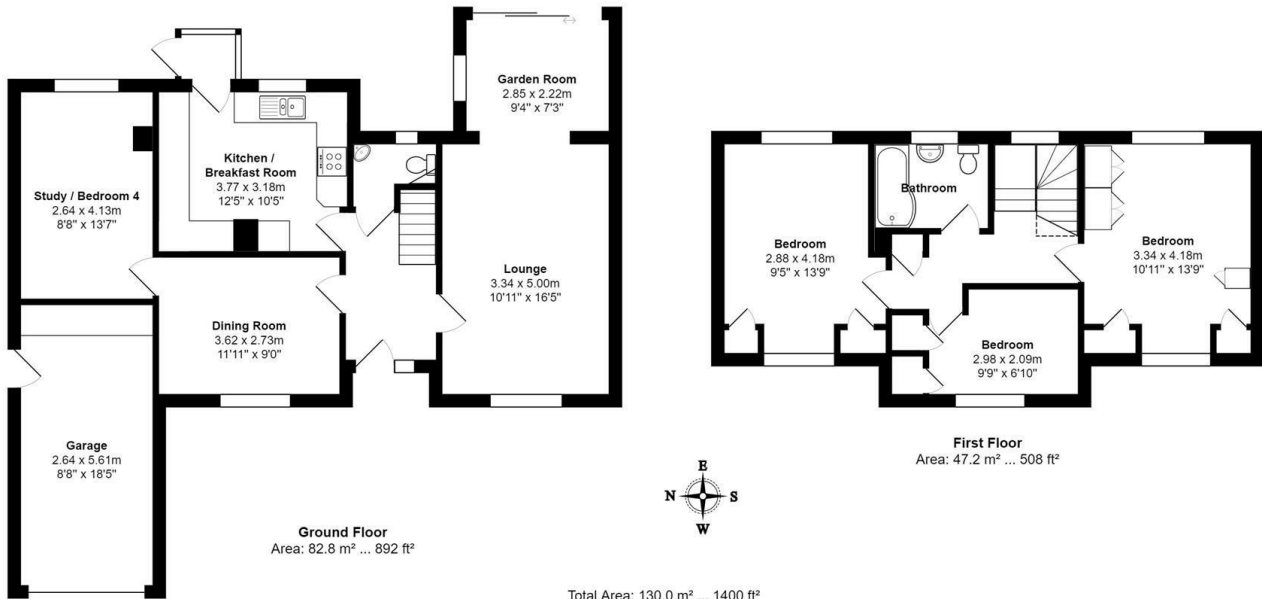 Garden Room
2.85 x 2.22m
9'4" x 7'3"
Study / Bedroom 4
2.64 x 4.13m
8'8" x 13'7"
Kitchen /
Breakfast Room
3.77 x 3.18m
12'5" x 10'5"
Lounge
3.34 x 5.00m
10'11" x 16'5"
Dining Room
3.62 x 2.73m
11'11" x 9'0"
Garage
2.64 x 5.61m
8'8" x 18'5"
Ground Floor
Area: 82.8 m² ... 892 ft²
Bedroom
2.88 x 4.18m
9'5" x 13'9"
Bathroom
Bedroom
3.34 x 4.18m
10'11" x 13'9"
Bedroom
2.98 x 2.09m
9'9" x 6'10"
First Floor
Area: 47.2 m² ... 508 ft²
E
N S
W
Total Area: 130.0 m² ... 1400 ft²